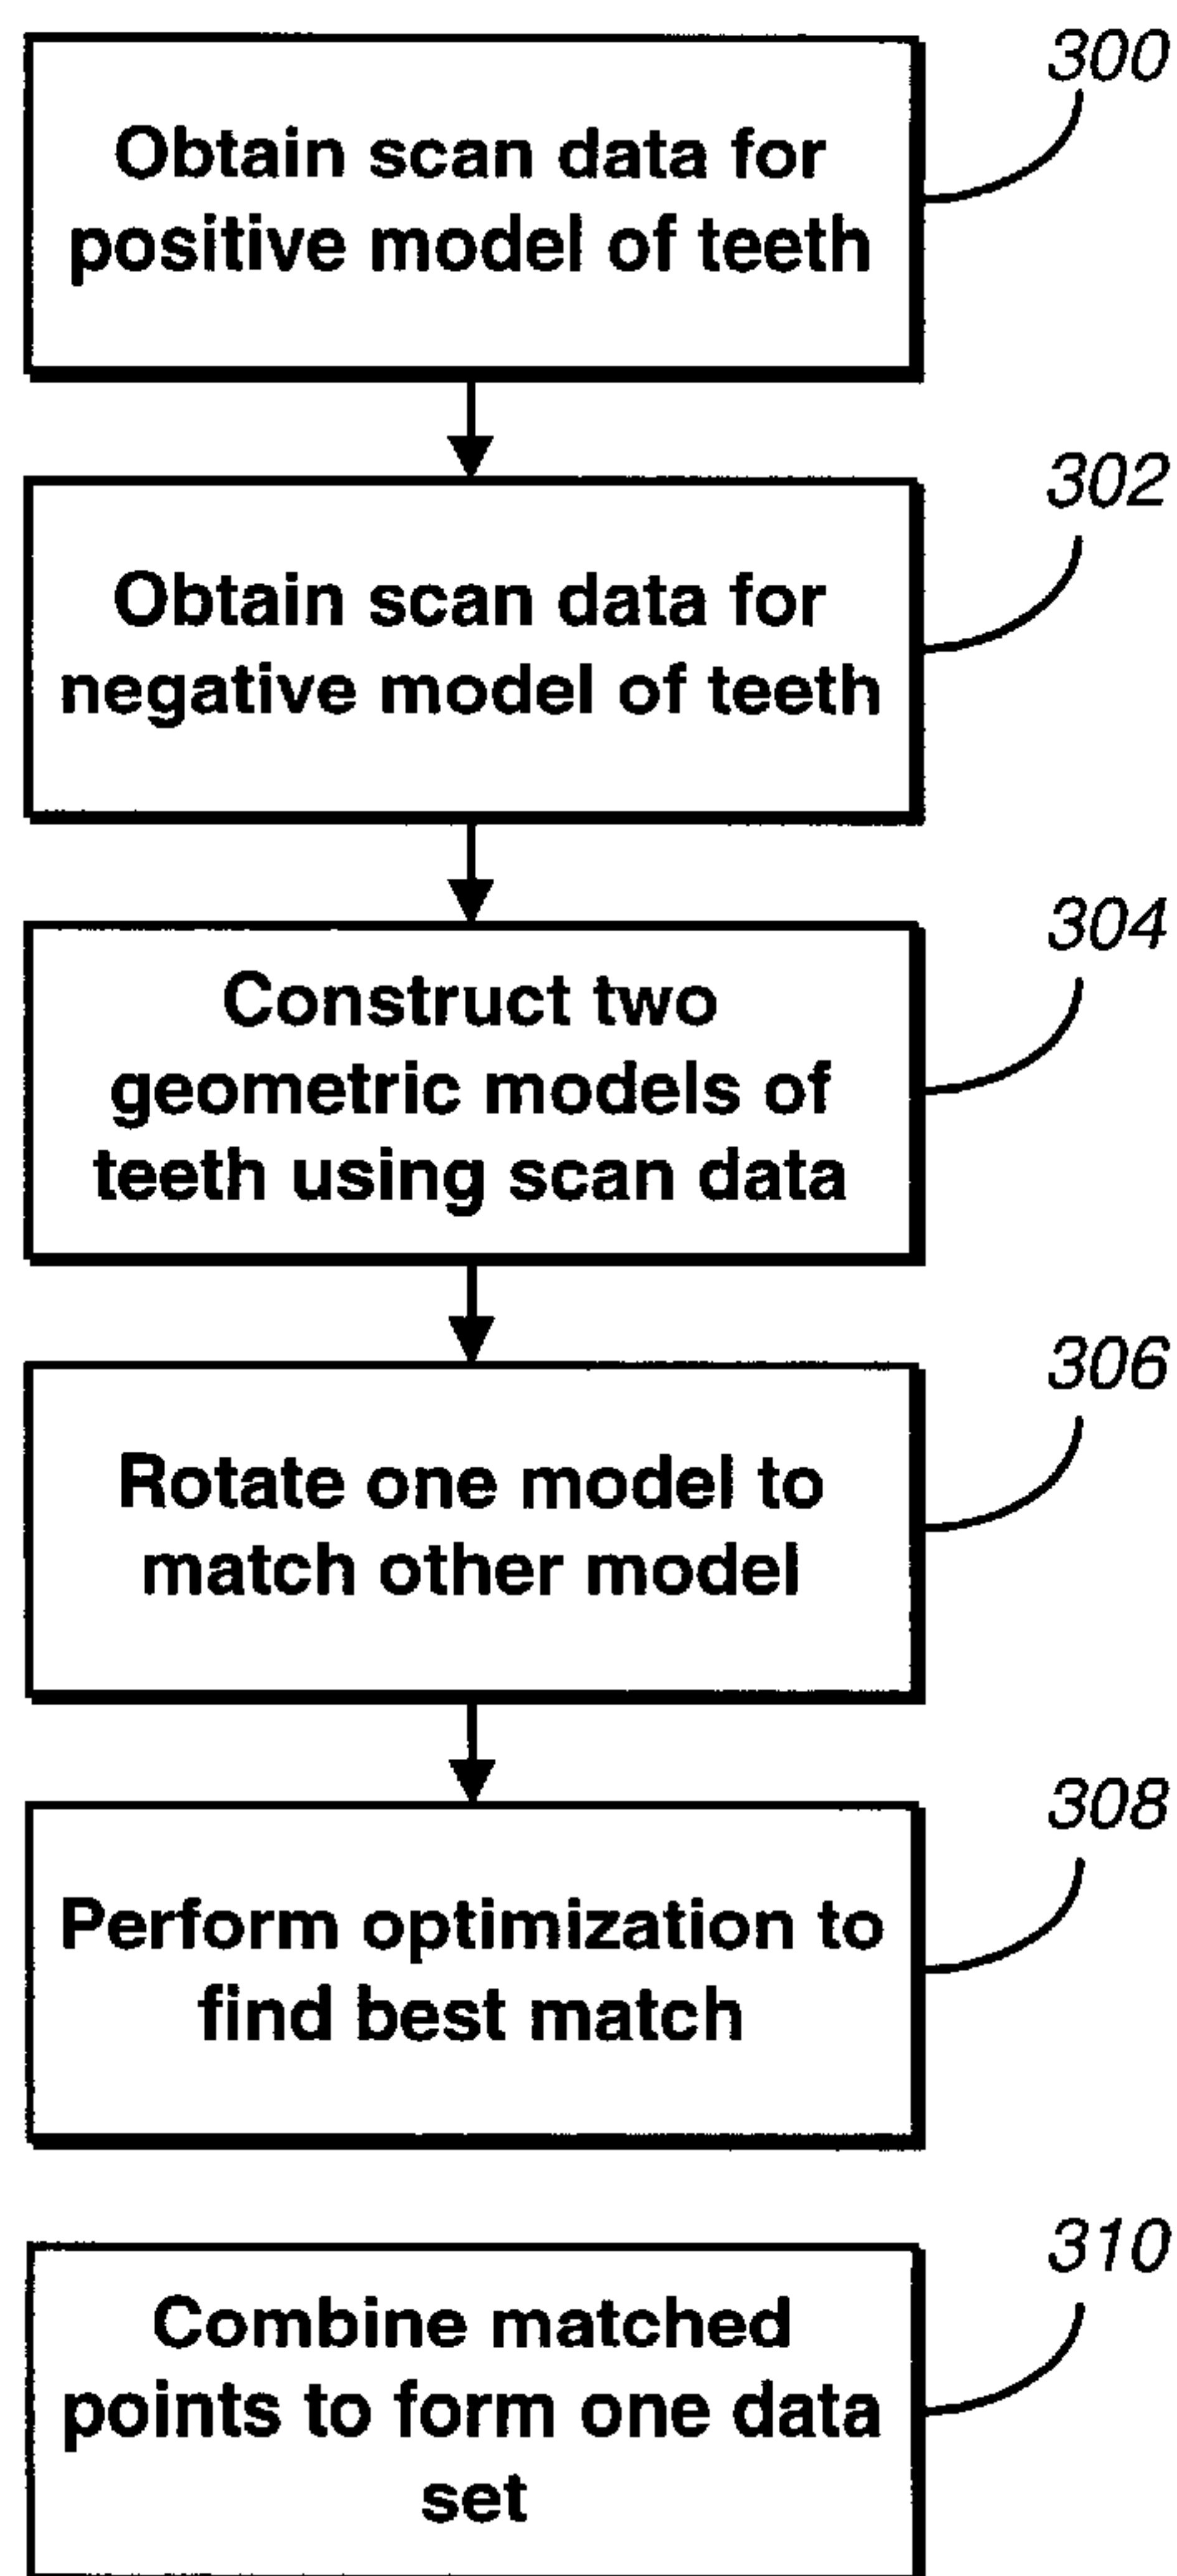 300
Obtain scan data for
positive model of teeth
302
Obtain scan data for
negative model of teeth
304
Construct two
geometric models of
teeth using scan data
306
Rotate one model to
match other model
308
Perform optimization to
find best match
310
Combine matched
points to form one data
set